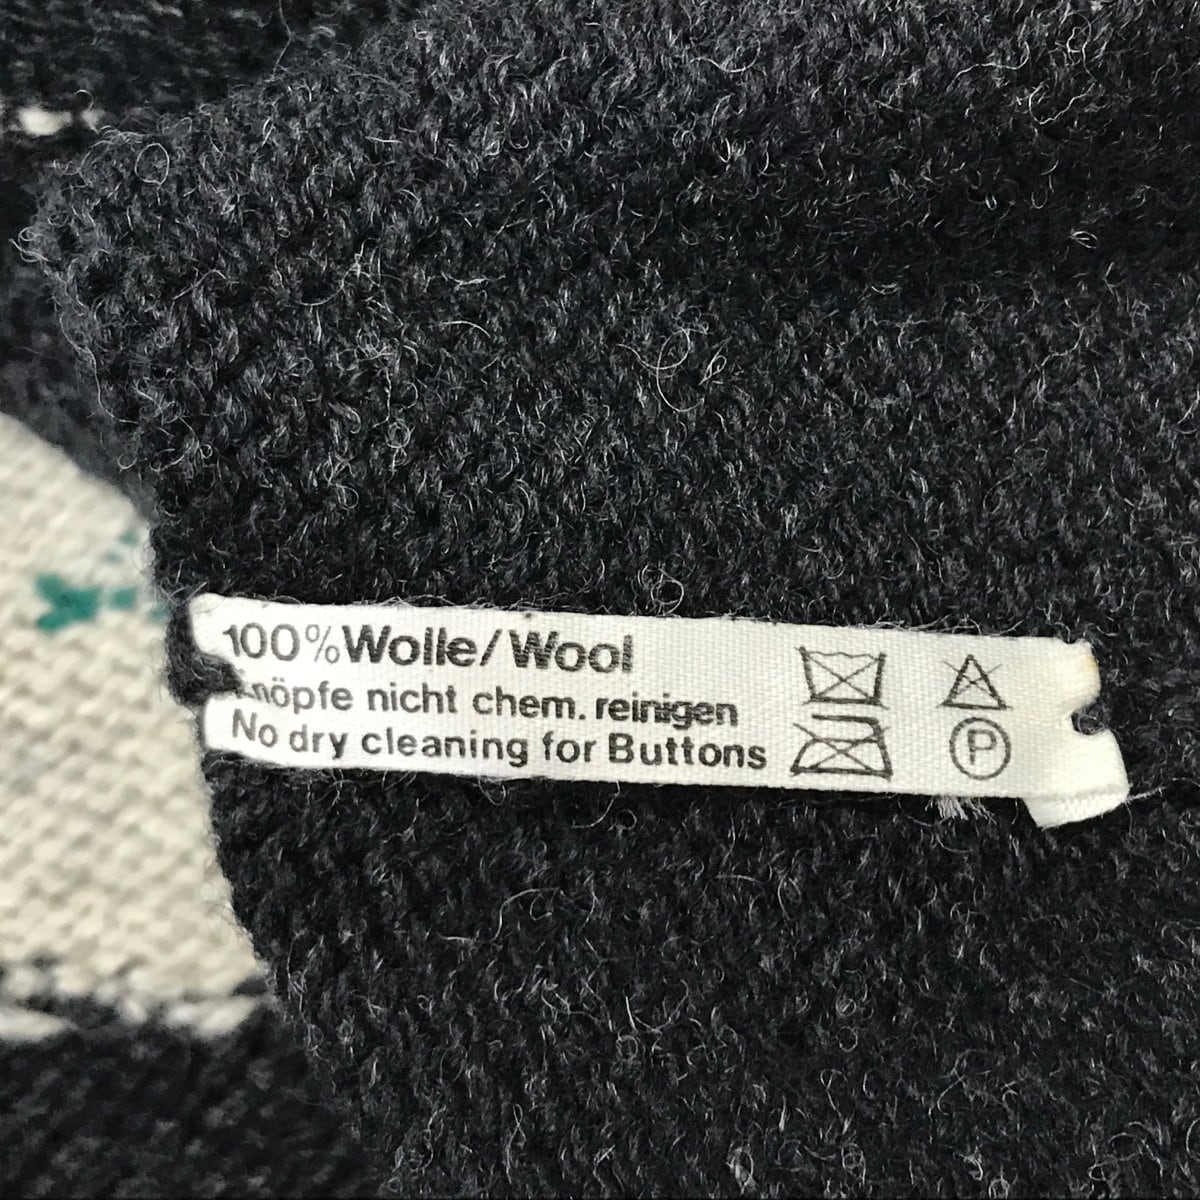 100% Wolle/Wool
Knöpfe nicht chem. reinigen
No dry cleaning for Buttons
P